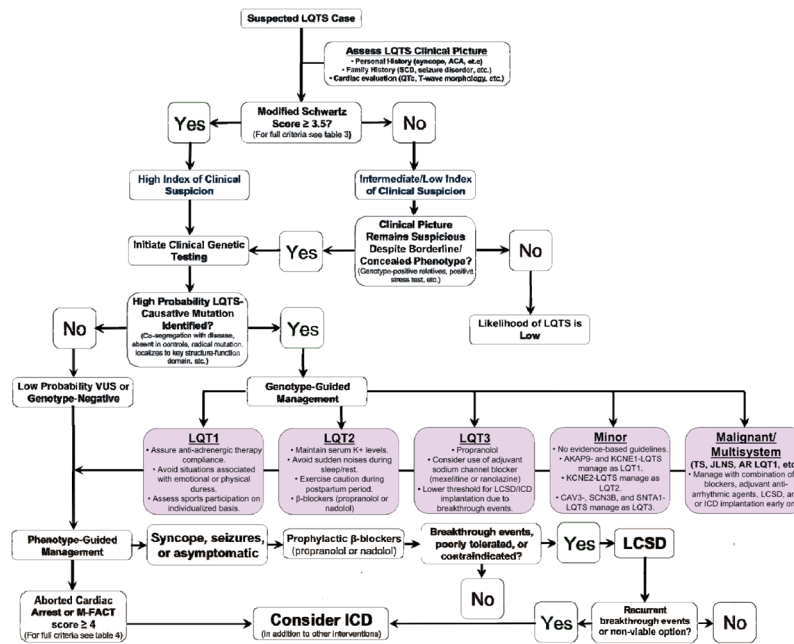 Suspected LQTS Case
Assess LQTS Clinical Picture
• Personal History (syncope, ACA, et.c)
• Family History (SCD, seizure disorder, etc.)
• Cardiac evaluation (QTc, T-wave morphology, et.c)
Modified Schwartz
Score ≥ 3.5?
(For full criteria see table 3)
Yes
No
High Index of Clinical
Suspicion
Intermediate/Low Index
of Clinical Suspicion
Initiate Clinical Genetic
Testing
Yes
Clinical Picture
Remains Suspicious
Despite Borderline/
Concealed Phenotype?
(Genotype-positive relatives, positive
stress test, etc.)
No
Likelihood of LQTS is
Low
High Probability LQTS-
Causative Mutation
Identified?
(Co-segregation with disease,
absent in controls, radical mutation,
localizes to key structure-function
domain, etc.)
No
Yes
Low Probability VUS or
Genotype-Negative
Genotype-Guided
Management
LQT1
• Assure anti-adrenergic therapy
compliance.
• Avoid situations associated
with emotional or physical
duress.
• Assess sports participation on
individualized basis.
LQT2
• Maintain serum K+ levels.
• Avoid sudden noises during
sleep/rest.
• Exercise caution during
postpartum period.
• β-blockers (propranolol or
nadolol)
LQT3
• Propranolol
• Consider use of adjuvant
sodium channel blocker
(mexelitine or ranolazine)
• Lower threshold for LCSD/ICD
implantation due to
breakthrough events.
Minor
• No evidence-based guidelines.
• AKAP9- and KCNE1-LQTS
manage as LQT1.
• KCNE2-LQTS manage as
LQT2.
• CAV3-, SCN3B, and SNTA1-
LQTS manage as LQT3.
Malignant/
Multisystem
(TS, JLNS, AR LQT1, etc
• Manage with combination of
blockers, adjuvant anti-
arrhythmic agents, LCSD, an
or ICD implantation early on
Phenotype-Guided
Management
Syncope, seizures,
or asymptomatic
Prophylactic β-blockers
(propranolol or nadolol)
Breakthrough events,
poorly tolerated, or
contraindicated?
Yes
LCSD
No
Aborted Cardiac
Arrest or M-FACT
score ≥ 4
(For full criteria see table 4)
Consider ICD
(in addition to other interventions)
Yes
Recurrent
breakthrough events
or non-viable option?
No